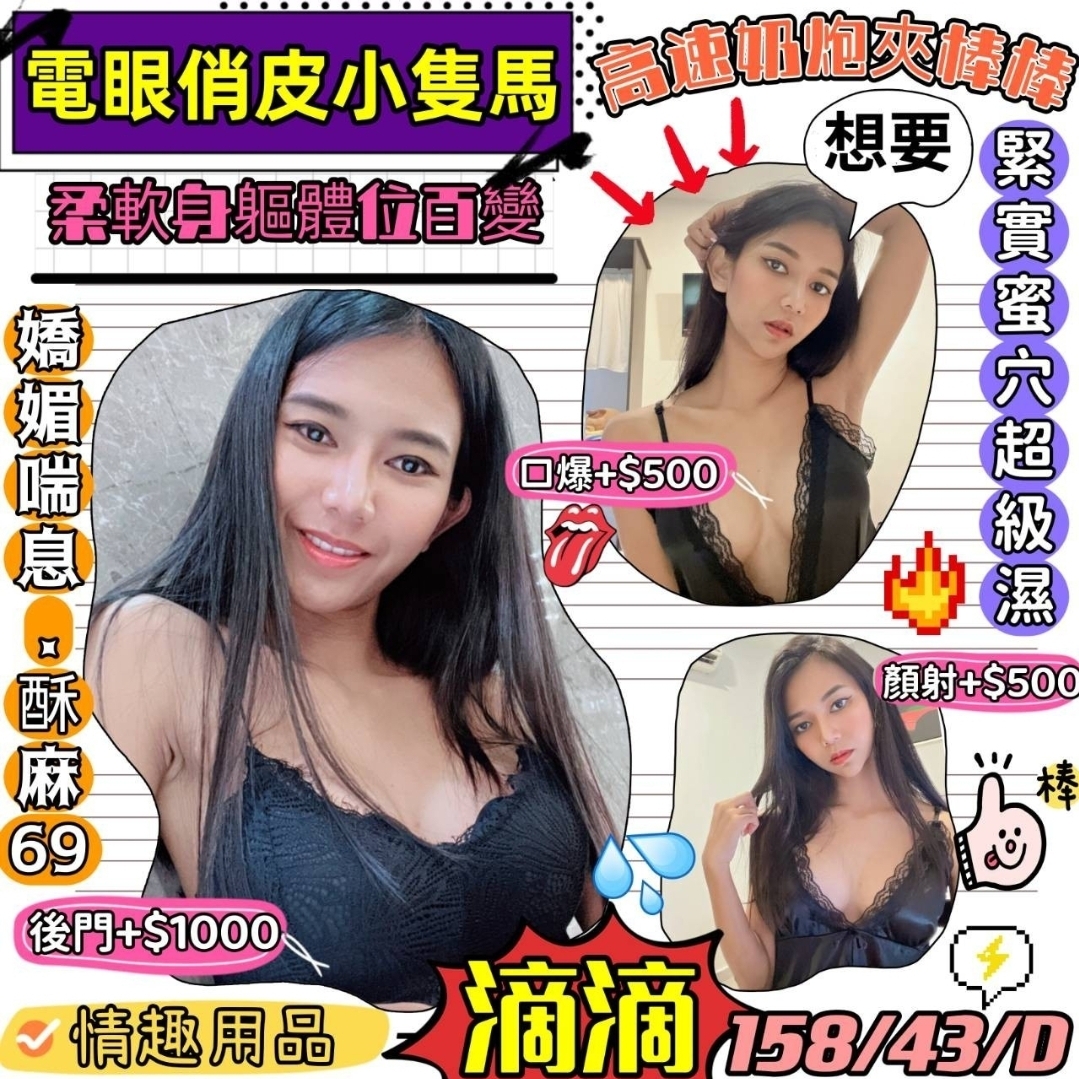 電眼俏皮小隻馬
高速奶炮夾棒棒
想要
柔軟身軀體位百變
緊實蜜穴超級濕
嬌媚喘息.酥麻69
口爆+$500
顏射+$500
棒
後門+$1000
情趣用品
滴滴
158/43/D